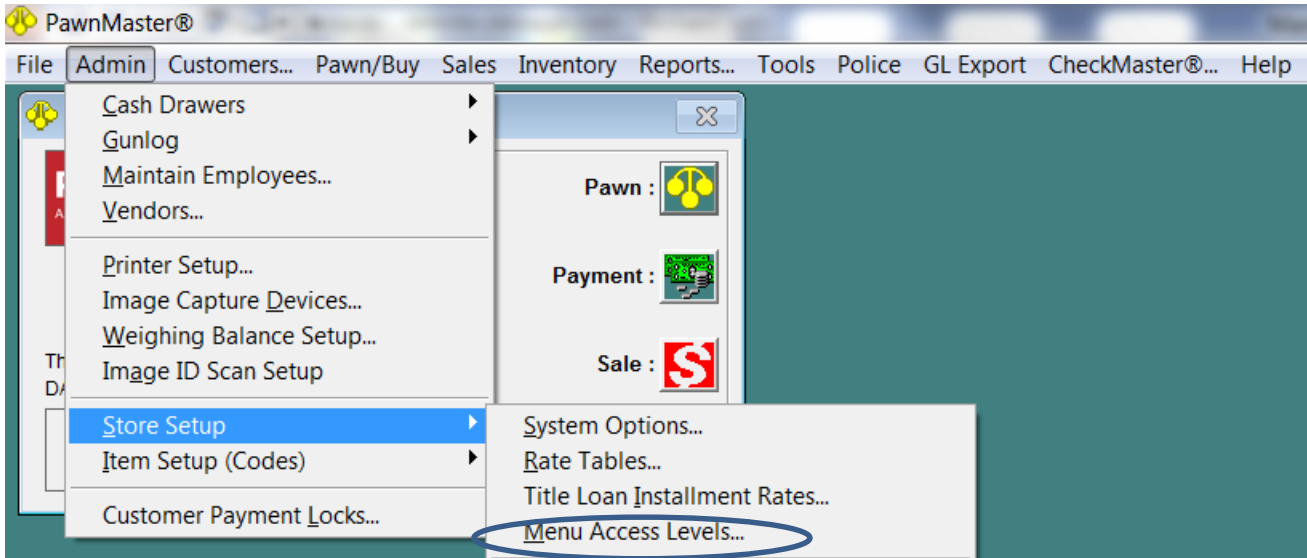 PawnMaster®
File Admin Customers... Pawn/Buy Sales Inventory Reports... Tools Police GL Export CheckMaster®... Help
Cash Drawers
Gunlog
Maintain Employees...
Vendors...
Printer Setup...
Image Capture Devices...
Weighing Balance Setup...
Image ID Scan Setup
Store Setup
Item Setup (Codes)
Customer Payment Locks...
Pawn :
Payment :
Sale :
System Options...
Rate Tables...
Title Loan Installment Rates...
Menu Access Levels...